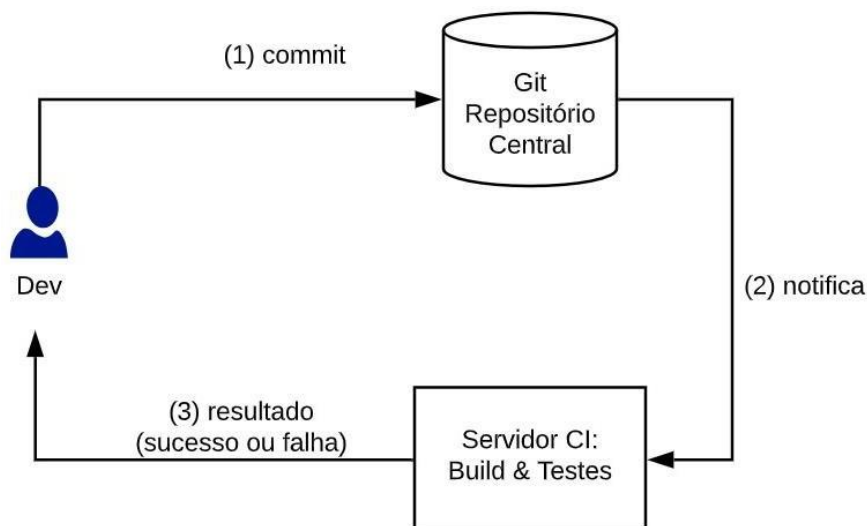 (1) commit
Git
Repositório
Central
Dev
(2) notifica
(3) resultado
(sucesso ou falha)
Servidor CI:
Build & Testes